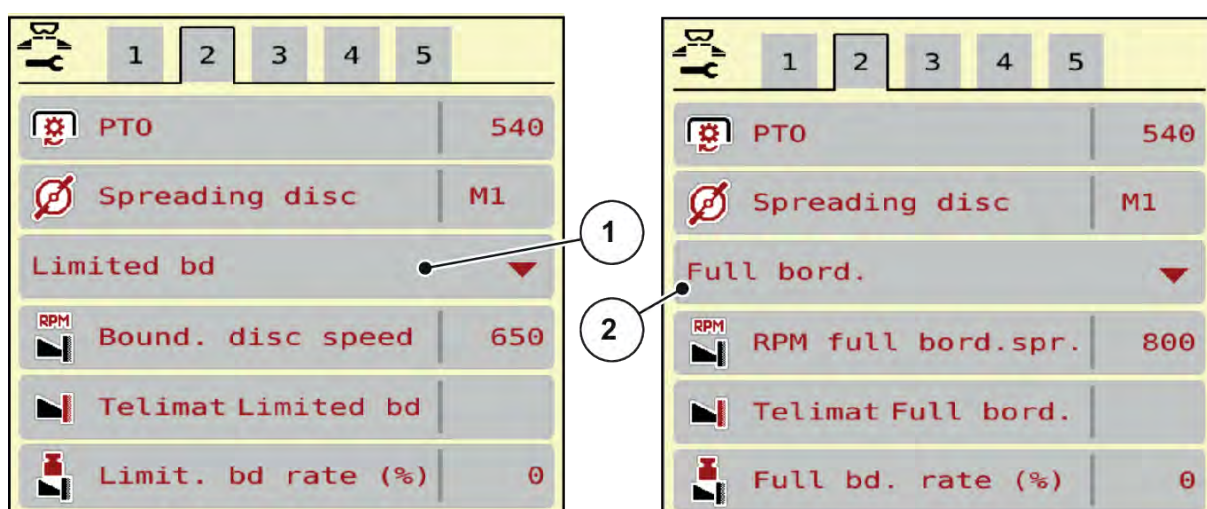 1 2 3 4 5
PTO 540
Spreading disc M1
Limited bd
RPM
Bound. disc speed 650
Telimat Limited bd
Limit. bd rate (%) 0
1
2
1 2 3 4 5
PTO 540
Spreading disc M1
Full bord.
RPM
RPM full bord.spr. 800
Telimat Full bord.
Full bd. rate (%) 0